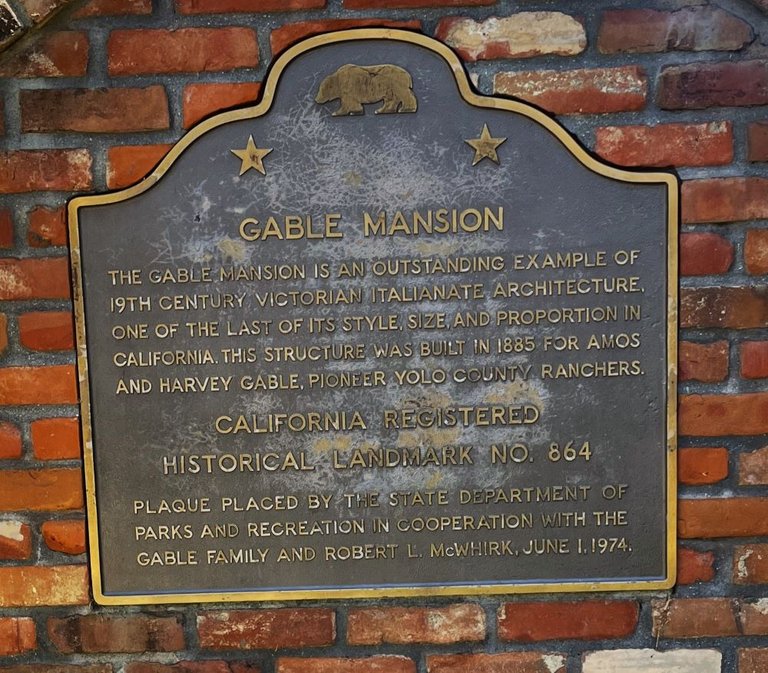 GABLE MANSION
THE GABLE MANSION IS AN OUTSTANDING EXAMPLE OF
19TH CENTURY VICTORIAN ITALIANATE ARCHITECTURE,
ONE OF THE LAST OF ITS STYLE, SIZE, AND PROPORTION IN
CALIFORNIA. THIS STRUCTURE WAS BUILT IN 1885 FOR AMOS
AND HARVEY GABLE, PIONEER YOLO COUNTY RANCHERS.
CALIFORNIA REGISTERED
HISTORICAL LANDMARK NO. 864
PLAQUE PLACED BY THE STATE DEPARTMENT OF
PARKS AND RECREATION IN COOPERATION WITH THE
GABLE FAMILY AND ROBERT L. McWHIRK, JUNE 1, 1974.